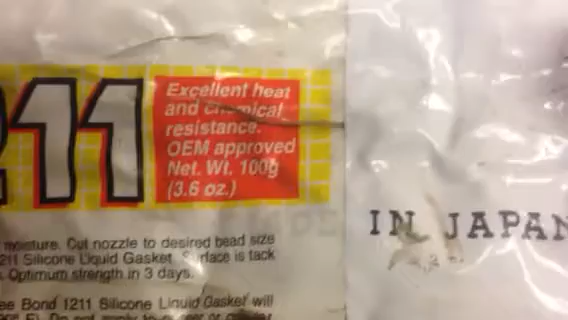 211
Excellent heat
and chemical
resistance.
OEM approved
Net. Wt. 100g
(3.6 oz.)
IN JAPAN
moisture. Cut nozzle to desired bead size
211 Silicone Liquid Gasket. Surface is tack
Optimum strength in 3 days.
ee Bond 1211 Silicone Liquid Gasket will